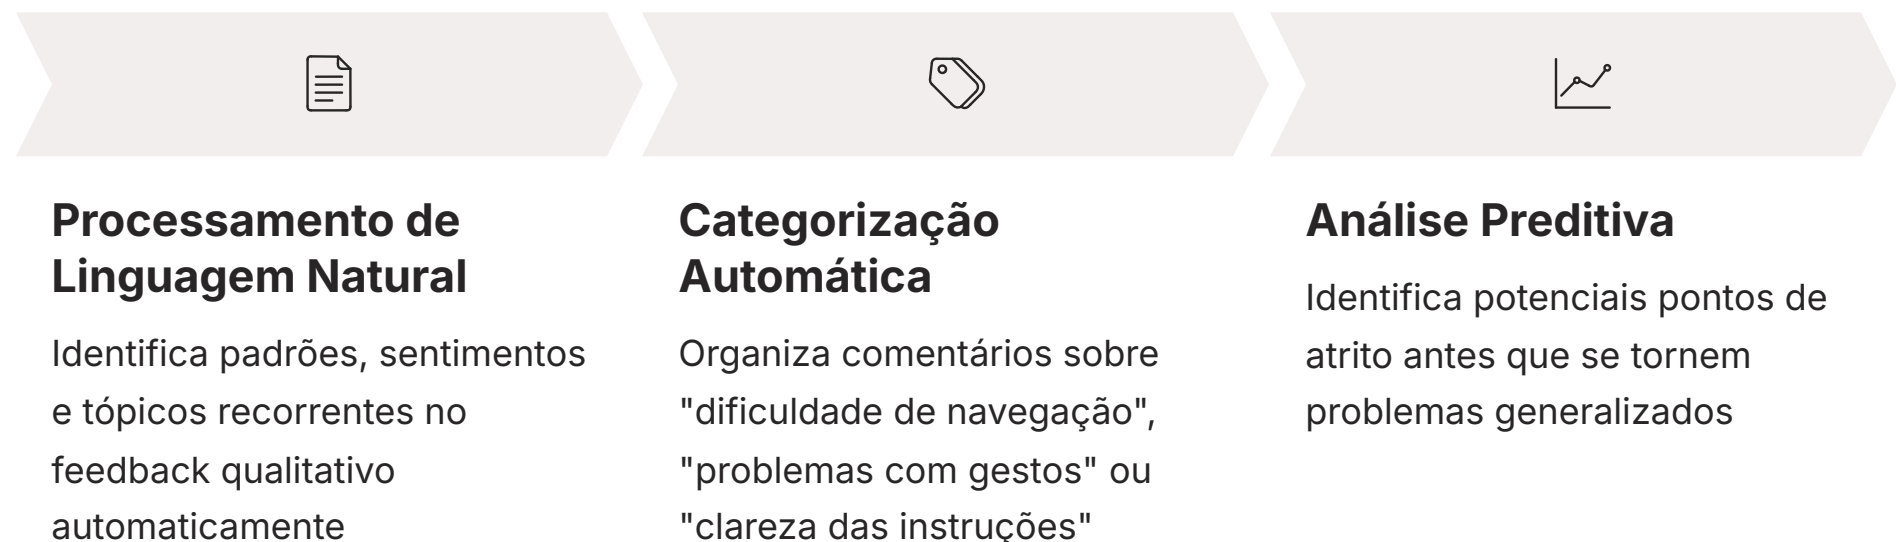 Processamento de
Linguagem Natural
Identifica padrões, sentimentos
e tópicos recorrentes no
feedback qualitativo
automaticamente
Categorização
Automática
Organiza comentários sobre
"dificuldade de navegação",
"problemas com gestos" ou
"clareza das instruções"
Análise Preditiva
Identifica potenciais pontos de
atrito antes que se tornem
problemas generalizados